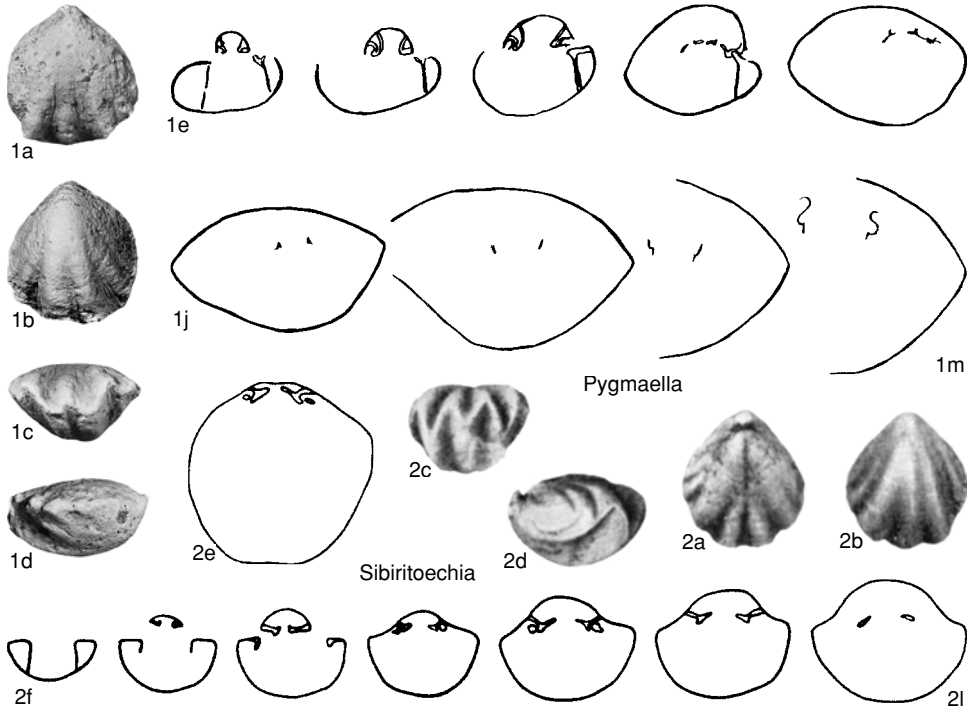 1a
1e
1b
1j
1m
1c
Pygmaella
2c
1d
2e
2d
2a
2b
Sibiritoechia
2f
2l